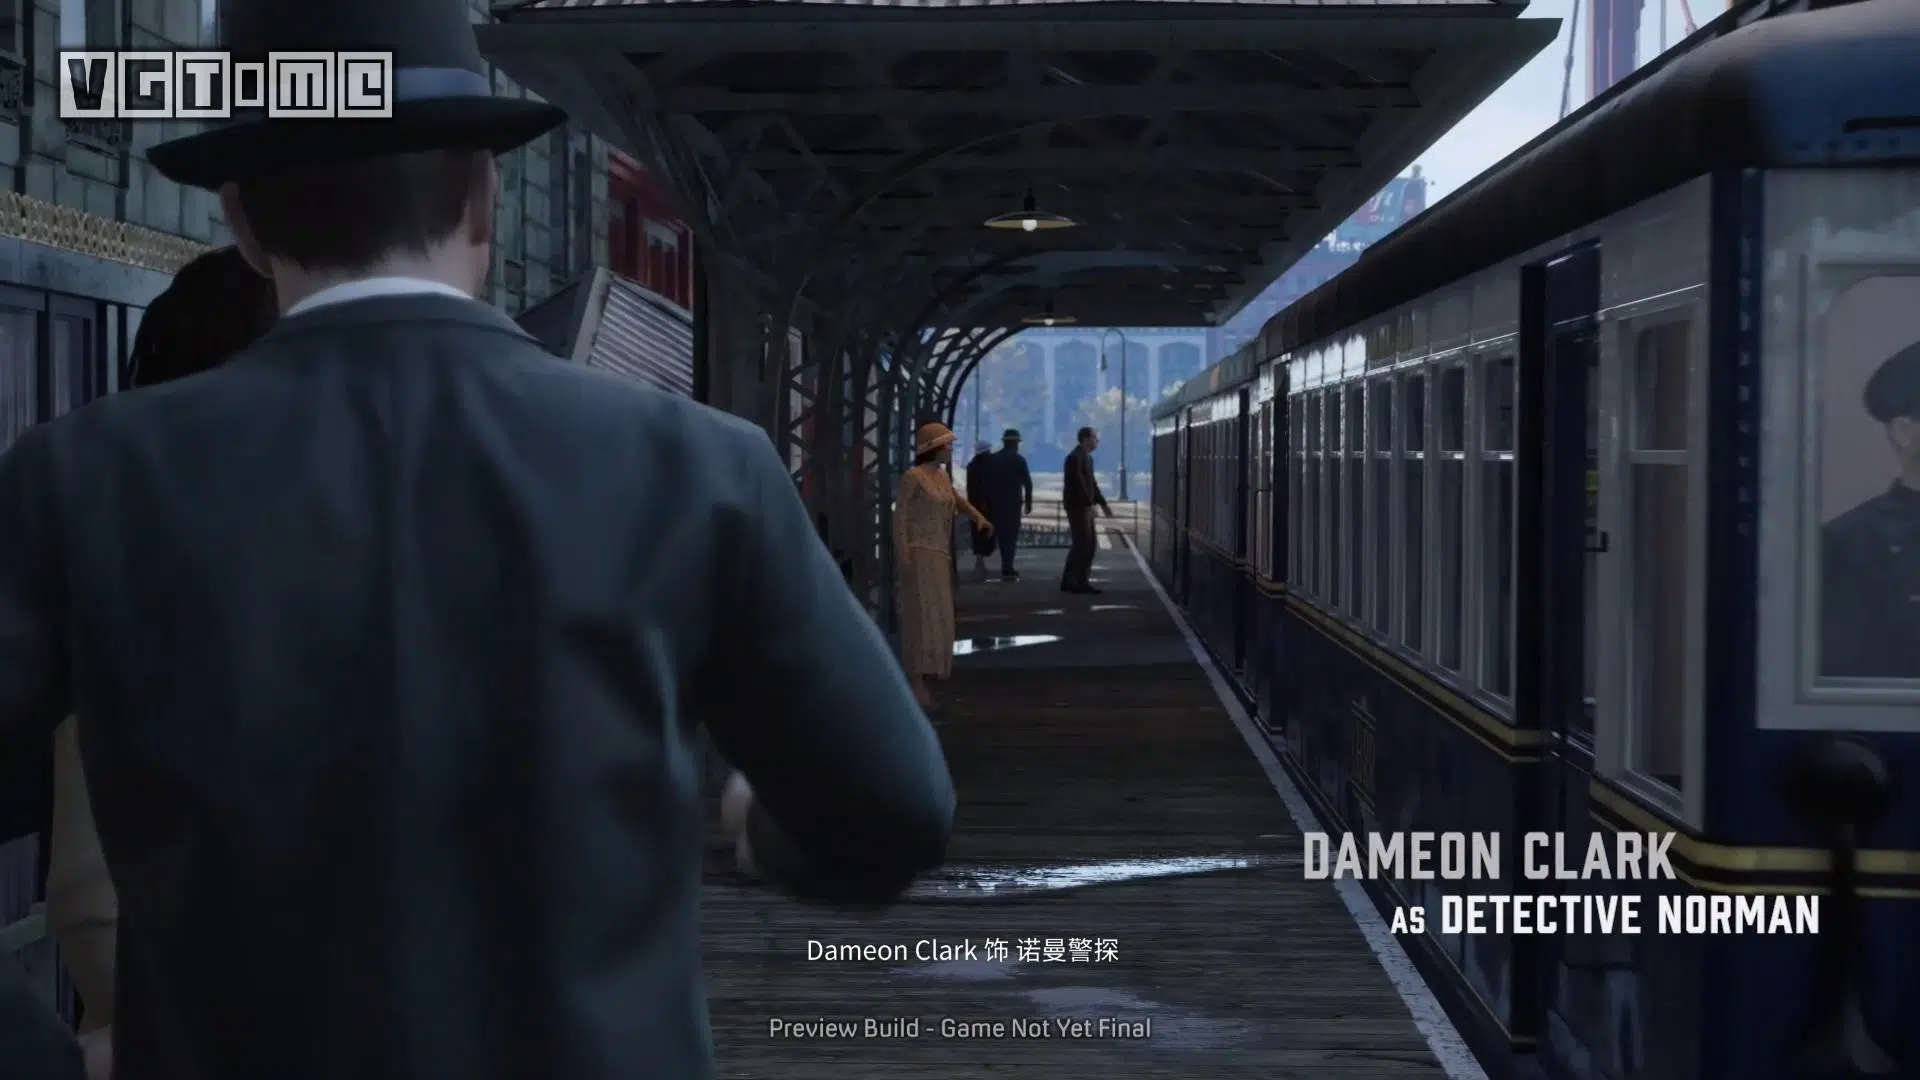 VGTIME
DAMEON CLARK
AS DETECTIVE NORMAN
Dameon Clark 饰 诺曼警探
Preview Build - Game Not Yet Final